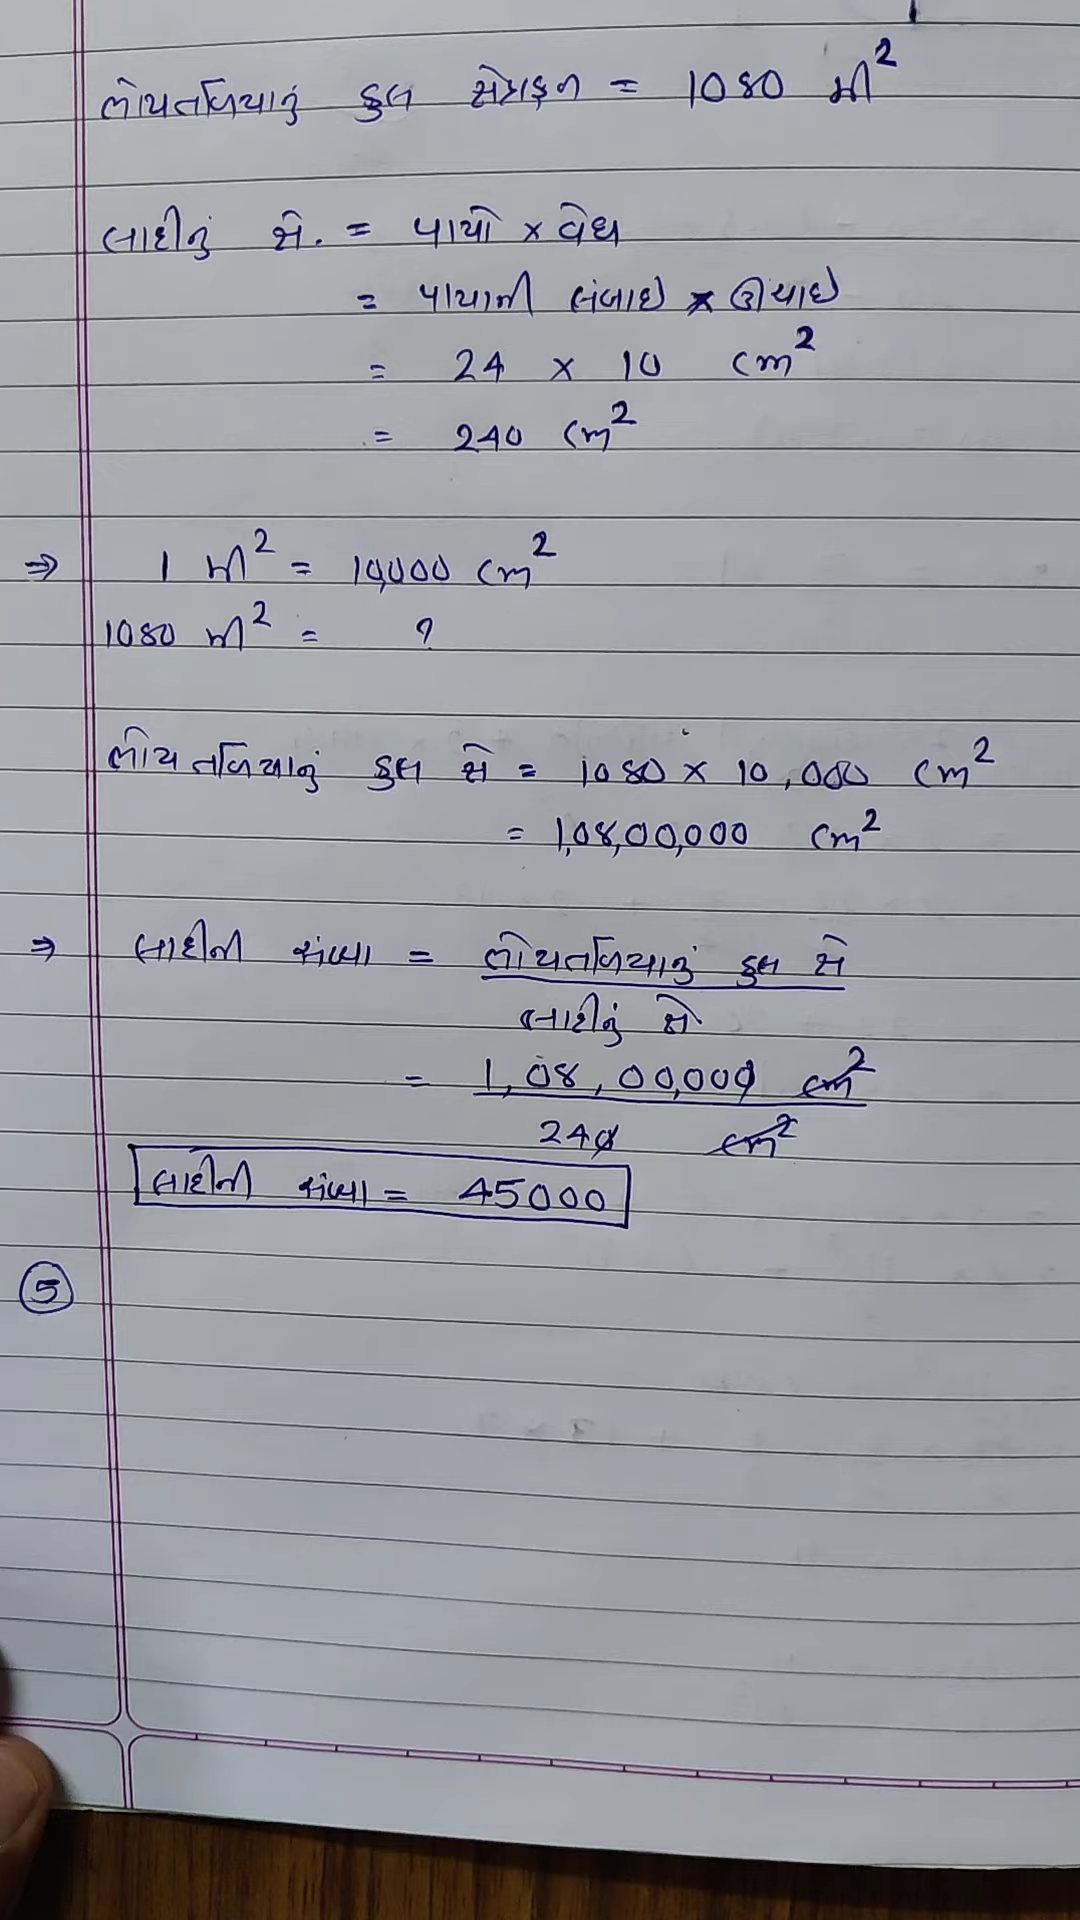 ભોંયતળિયાનું કુલ ક્ષેત્રફળ = 1080 મી²
લાદીનું ક્ષે. = પાયો × વેધ
= પાયાની લંબાઇ × ઊંચાઇ
= 24 × 10 cm²
= 240 cm²
⇒ 1 મી² = 10,000 cm²
1080 મી² = ?
ભોંયતળિયાનું કુલ ક્ષે = 1080 × 10,000 cm²
= 1,08,00,000 cm²
⇒ લાદીની સંખ્યા = ભોંયતળિયાનું કુલ ક્ષે
લાદીનું ક્ષે.
= 1,08,00,000 cm²
240 cm²
લાદીની સંખ્યા = 45000
5